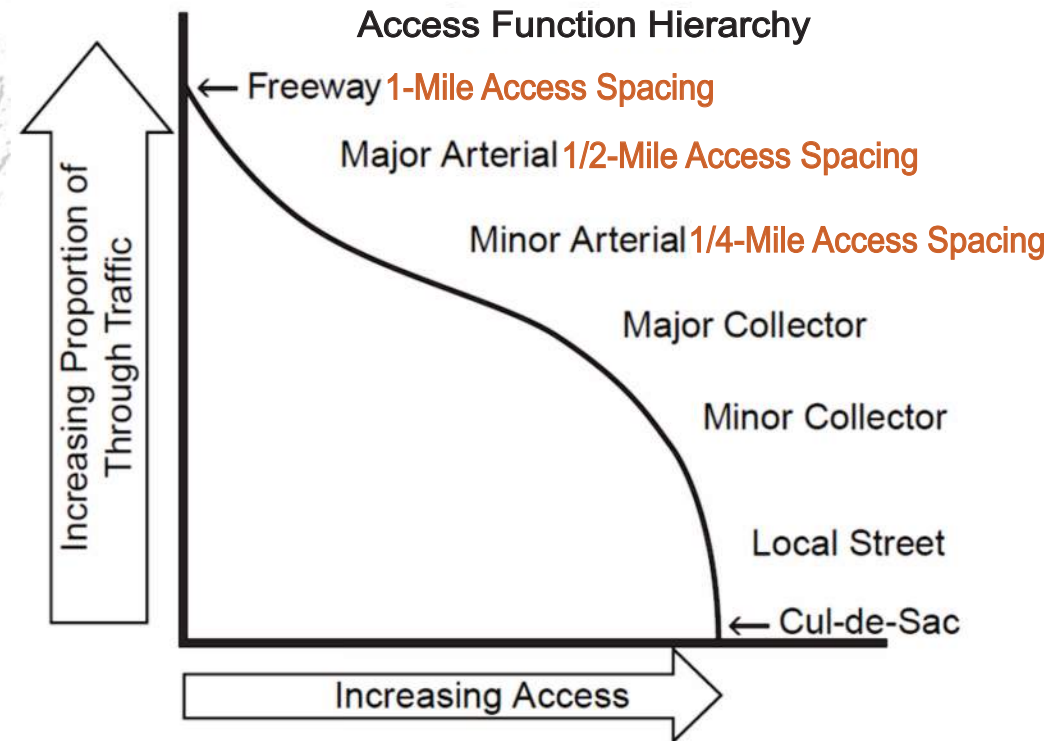 Access Function Hierarchy
← Freeway 1-Mile Access Spacing
Major Arterial 1/2-Mile Access Spacing
Minor Arterial 1/4-Mile Access Spacing
Major Collector
Minor Collector
Local Street
← Cul-de-Sac
Increasing Proportion of
Through Traffic
Increasing Access